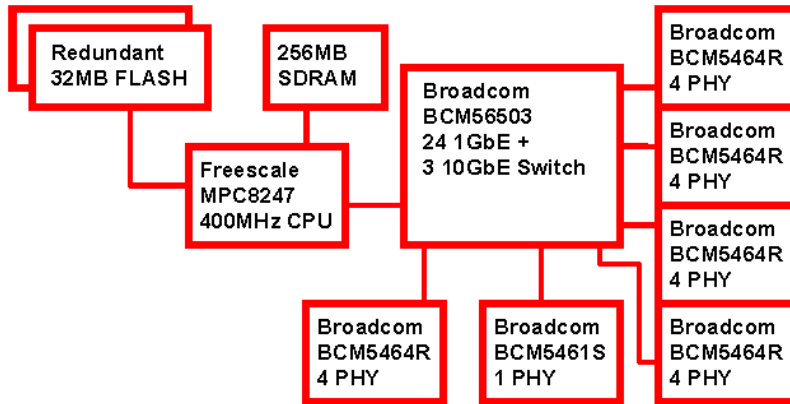 Redundant
32MB FLASH
256MB
SDRAM
Freescale
MPC8247
400MHz CPU
Broadcom
BCM56503
24 1GbE +
3 10GbE Switch
Broadcom
BCM5464R
4 PHY
Broadcom
BCM5464R
4 PHY
Broadcom
BCM5464R
4 PHY
Broadcom
BCM5464R
4 PHY
Broadcom
BCM5464R
4 PHY
Broadcom
BCM5461S
1 PHY